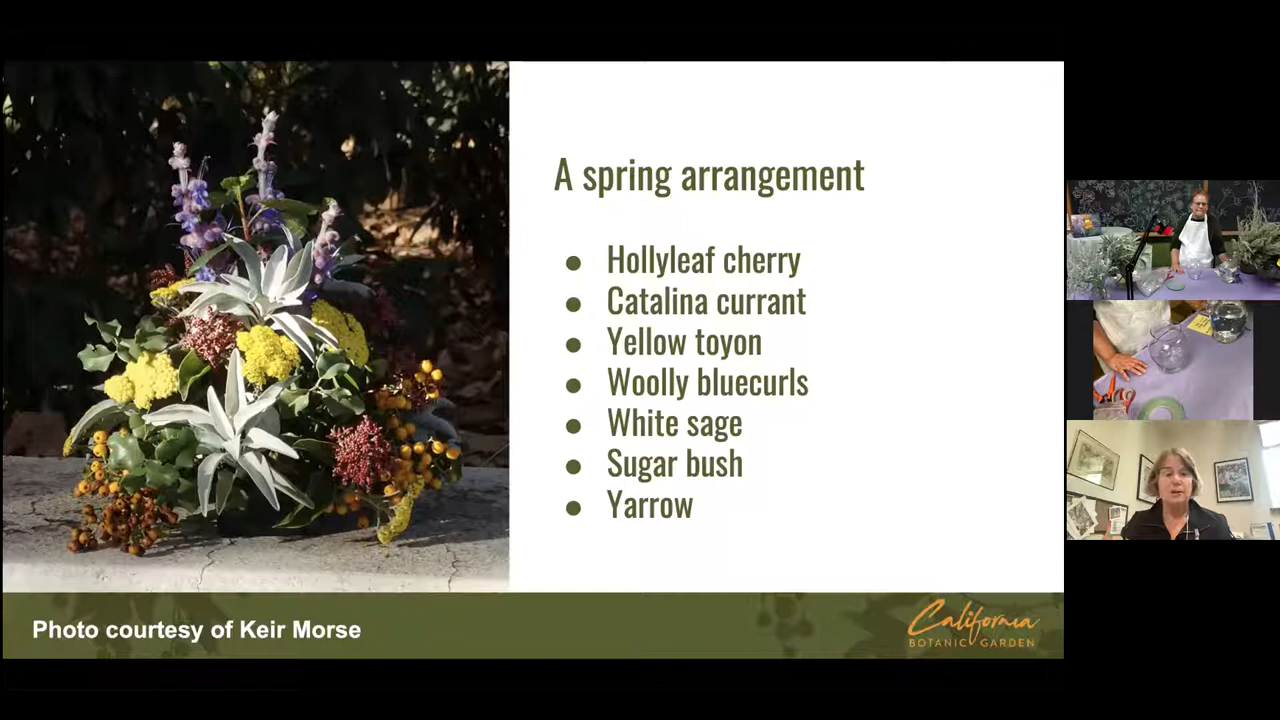 A spring arrangement
● Hollyleaf cherry
● Catalina currant
● Yellow toyon
● Woolly bluecurls
● White sage
● Sugar bush
● Yarrow
Photo courtesy of Keir Morse
California
BOTANIC GARDEN